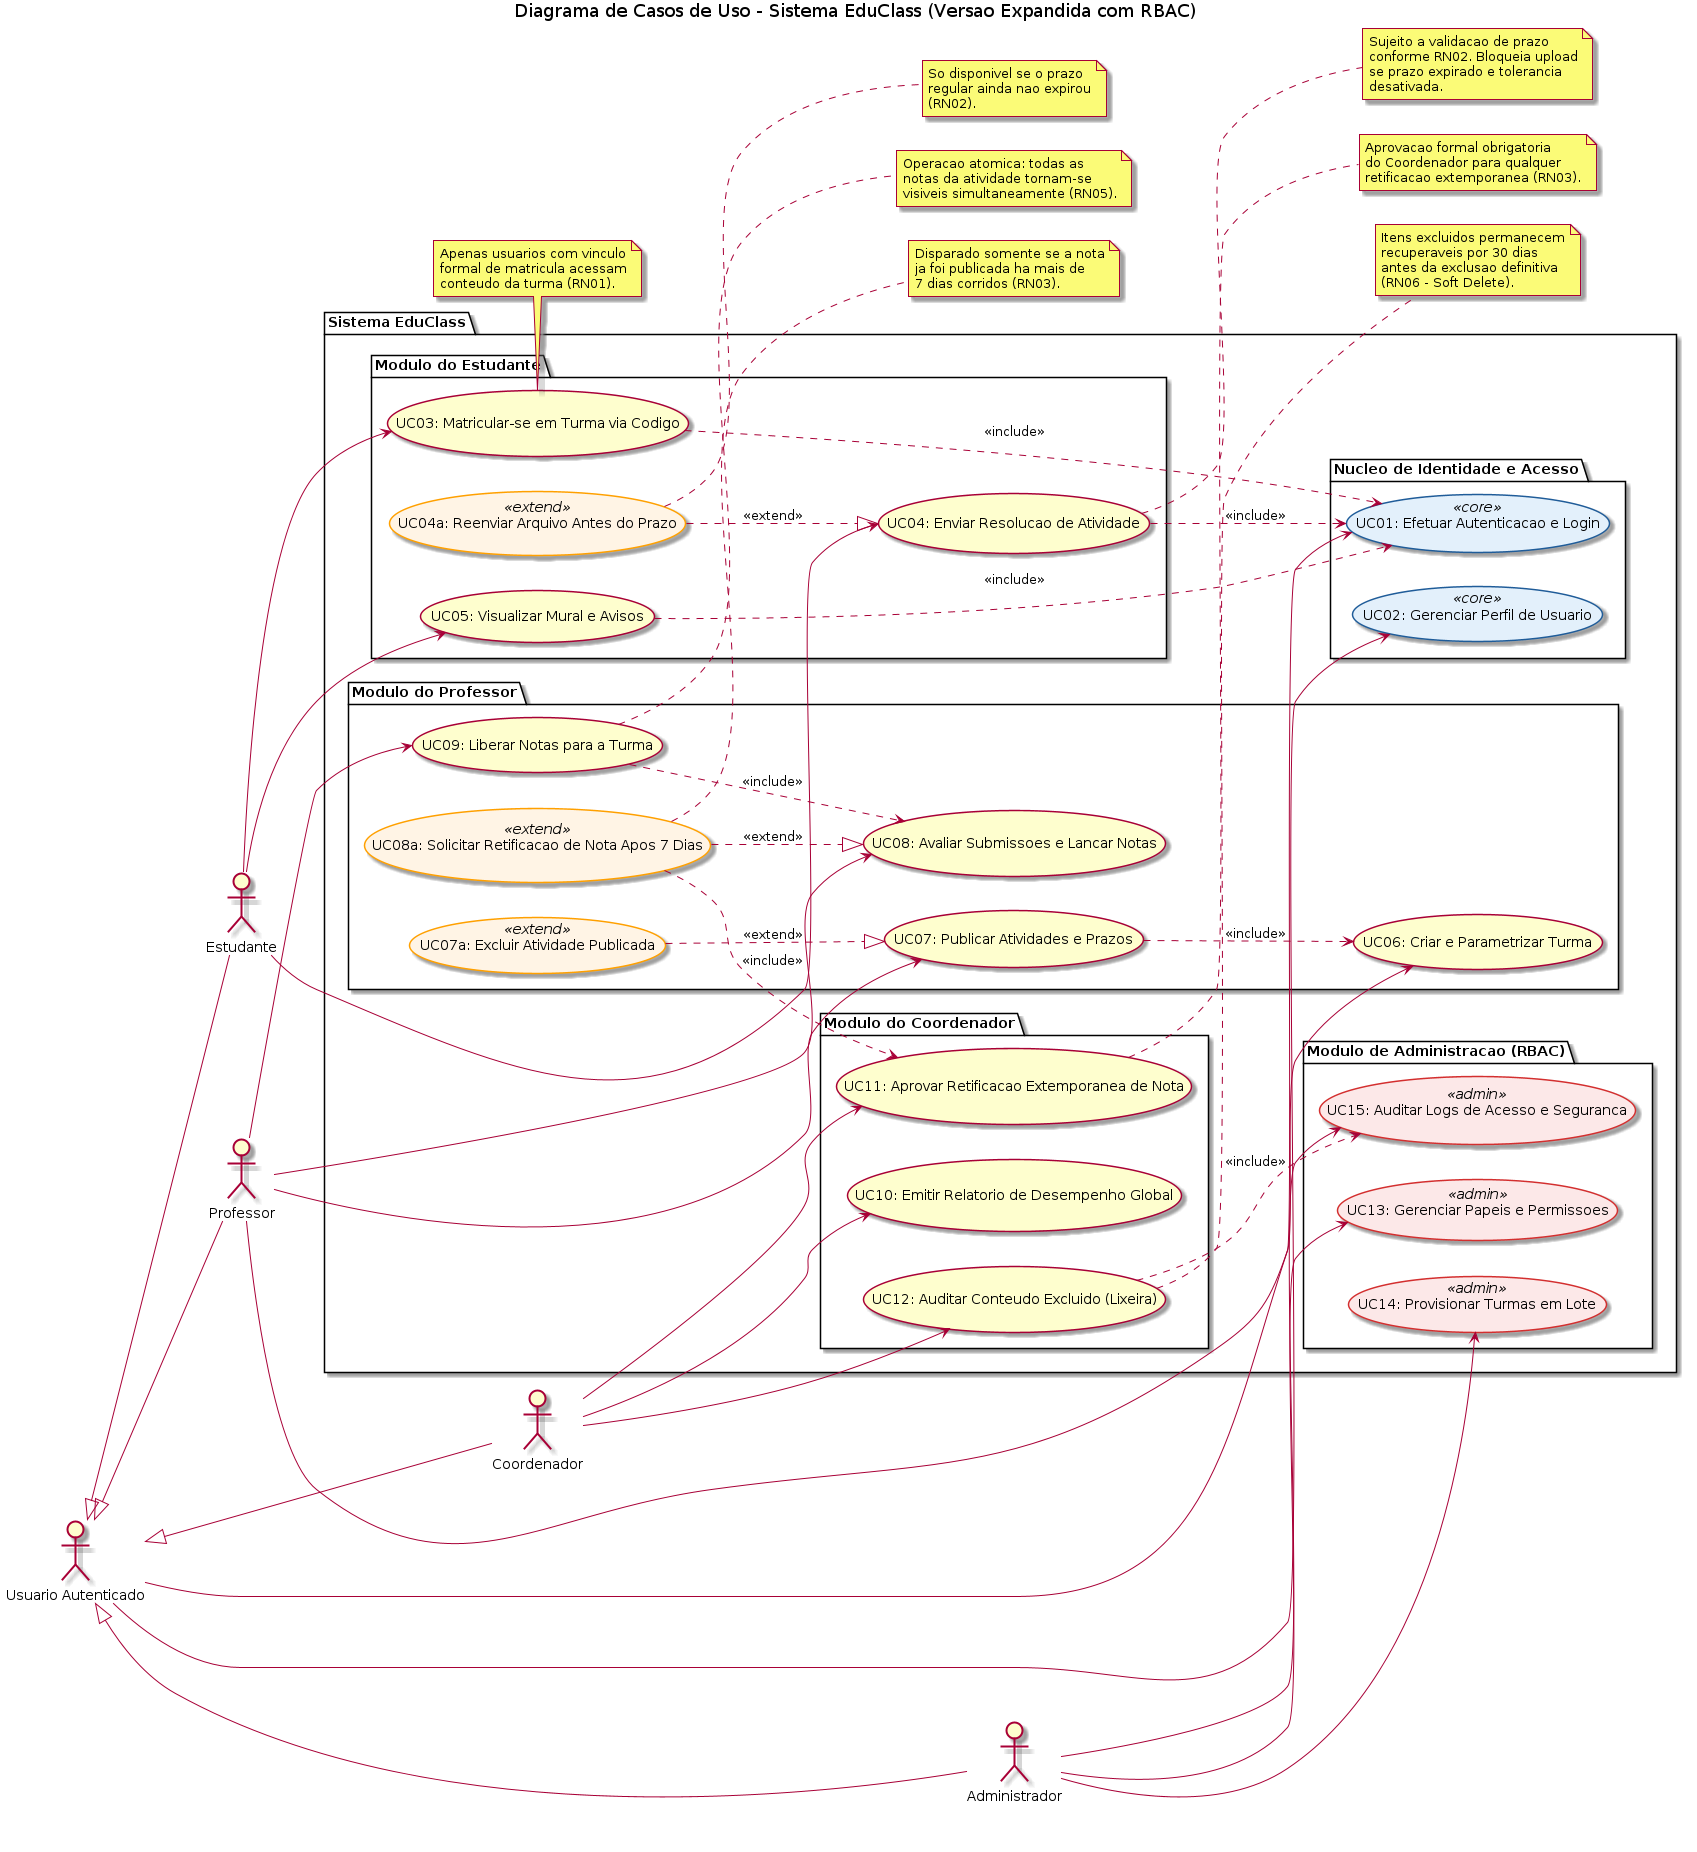 Diagrama de Casos de Uso - Sistema EduClass (Versao Expandida com RBAC)
Sujeito a validacao de prazo
conforme RN02. Bloqueia upload
se prazo expirado e tolerancia
desativada.
So disponivel se o prazo
regular ainda nao expirou
(RN02).
Aprovacao formal obrigatoria
do Coordenador para qualquer
retificacao extemporanea (RN03).
Operacao atomica: todas as
notas da atividade tornam-se
visiveis simultaneamente (RN05).
Itens excluidos permanecem
recuperaveis por 30 dias
antes da exclusao definitiva
(RN06 - Soft Delete).
Apenas usuarios com vinculo
formal de matricula acessam
conteudo da turma (RN01).
Disparado somente se a nota
ja foi publicada ha mais de
7 dias corridos (RN03).
Sistema EduClass
Modulo do Estudante
UC03: Matricular-se em Turma via Codigo
«include»
Nucleo de Identidade e Acesso
«extend»
UC04a: Reenviar Arquivo Antes do Prazo
«extend»
UC04: Enviar Resolucao de Atividade
«include»
«core»
UC01: Efetuar Autenticacao e Login
«include»
«core»
UC02: Gerenciar Perfil de Usuario
UC05: Visualizar Mural e Avisos
Modulo do Professor
UC09: Liberar Notas para a Turma
«include»
«extend»
UC08a: Solicitar Retificacao de Nota Apos 7 Dias
«extend»
UC08: Avaliar Submissoes e Lancar Notas
«extend»
UC07a: Excluir Atividade Publicada
«extend»
UC07: Publicar Atividades e Prazos
«include»
UC06: Criar e Parametrizar Turma
«include»
Estudante
Modulo do Coordenador
UC11: Aprovar Retificacao Extemporanea de Nota
Modulo de Administracao (RBAC)
«admin»
UC15: Auditar Logs de Acesso e Seguranca
«include»
UC10: Emitir Relatorio de Desempenho Global
«admin»
UC13: Gerenciar Papeis e Permissoes
Professor
UC12: Auditar Conteudo Excluido (Lixeira)
«admin»
UC14: Provisionar Turmas em Lote
Coordenador
Usuario Autenticado
Administrador